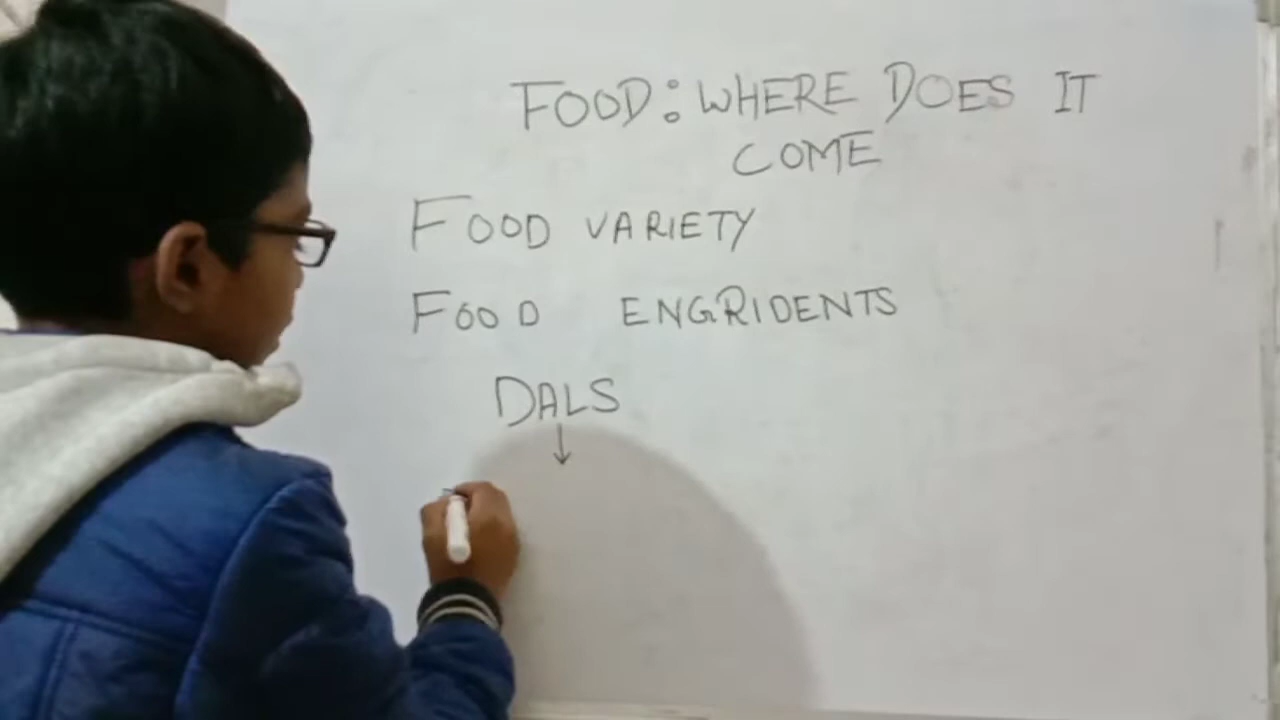 FOOD: WHERE DOES IT
COME
FOOD VARIETY
FOOD ENGRIDENTS
DALS